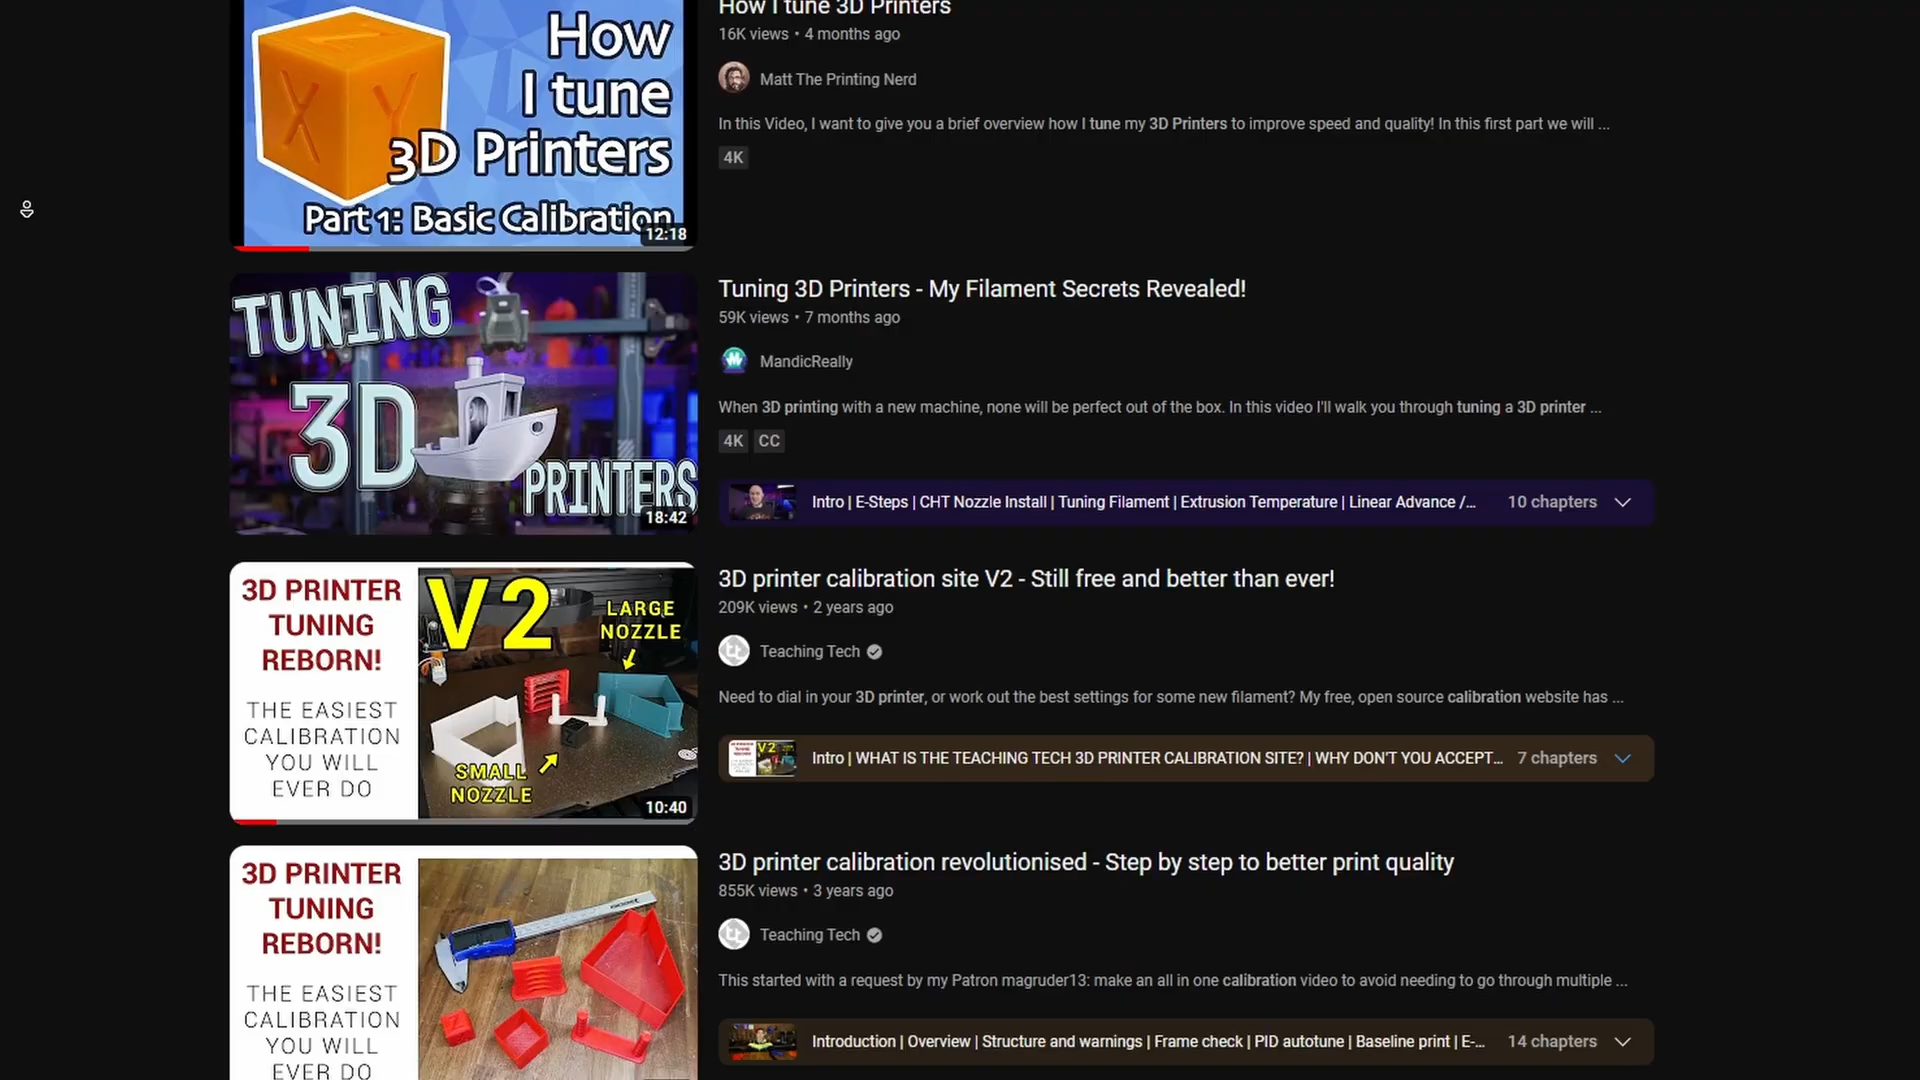 How I tune 3D Printers
16K views • 4 months ago
Matt The Printing Nerd
In this Video, I want to give you a brief overview how I tune my 3D Printers to improve speed and quality! In this first part we will ...
4K
How
I tune
3D Printers
Part 1: Basic Calibration
12:18
X
Y
Tuning 3D Printers - My Filament Secrets Revealed!
59K views • 7 months ago
MandicReally
When 3D printing with a new machine, none will be perfect out of the box. In this video I'll walk you through tuning a 3D printer ...
4K CC
Intro | E-Steps | CHT Nozzle Install | Tuning Filament | Extrusion Temperature | Linear Advance /... 10 chapters
TUNING
3D
PRINTERS
18:42
3D printer calibration site V2 - Still free and better than ever!
209K views • 2 years ago
Teaching Tech
Need to dial in your 3D printer, or work out the best settings for some new filament? My free, open source calibration website has ...
Intro | WHAT IS THE TEACHING TECH 3D PRINTER CALIBRATION SITE? | WHY DON'T YOU ACCEPT... 7 chapters
3D PRINTER
TUNING
REBORN!
THE EASIEST
CALIBRATION
YOU WILL
EVER DO
V2
LARGE
NOZZLE
SMALL
NOZZLE
10:40
3D printer calibration revolutionised - Step by step to better print quality
855K views • 3 years ago
Teaching Tech
This started with a request by my Patron magruder13: make an all in one calibration video to avoid needing to go through multiple ...
Introduction | Overview | Structure and warnings | Frame check | PID autotune | Baseline print | E-... 14 chapters
3D PRINTER
TUNING
REBORN!
THE EASIEST
CALIBRATION
YOU WILL
EVER DO